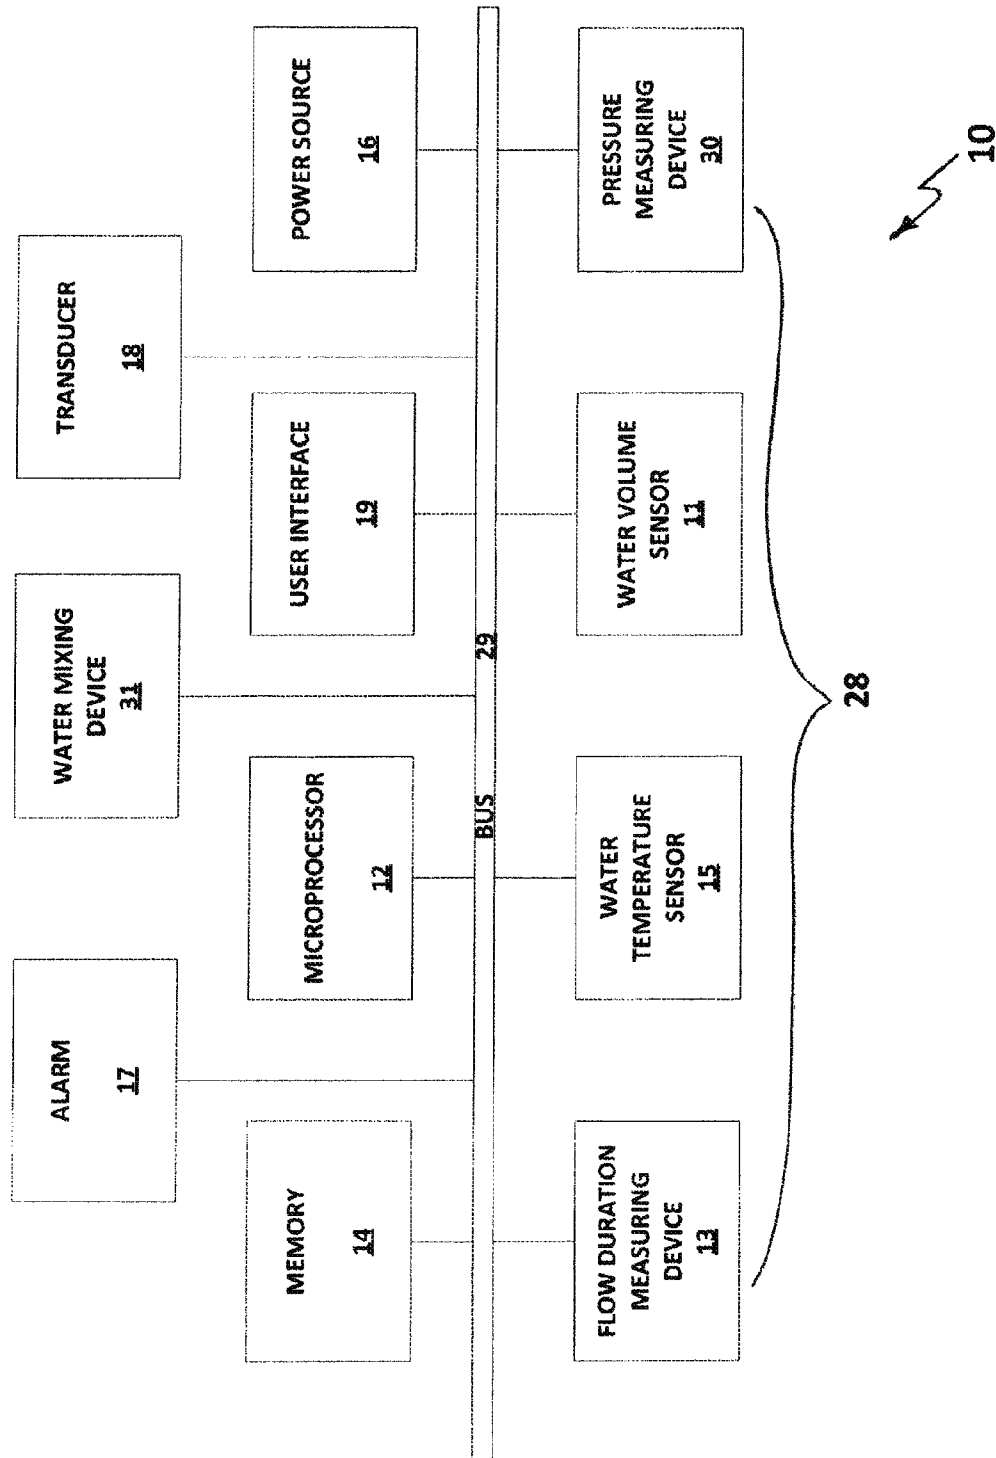 ALARM
17
WATER MIXING
DEVICE
31
TRANSDUCER
18
MEMORY
14
MICROPROCESSOR
12
USER INTERFACE
19
POWER SOURCE
16
BUS 29
FLOW DURATION
MEASURING
DEVICE
13
WATER
TEMPERATURE
SENSOR
15
WATER VOLUME
SENSOR
11
PRESSURE
MEASURING
DEVICE
30
28
10